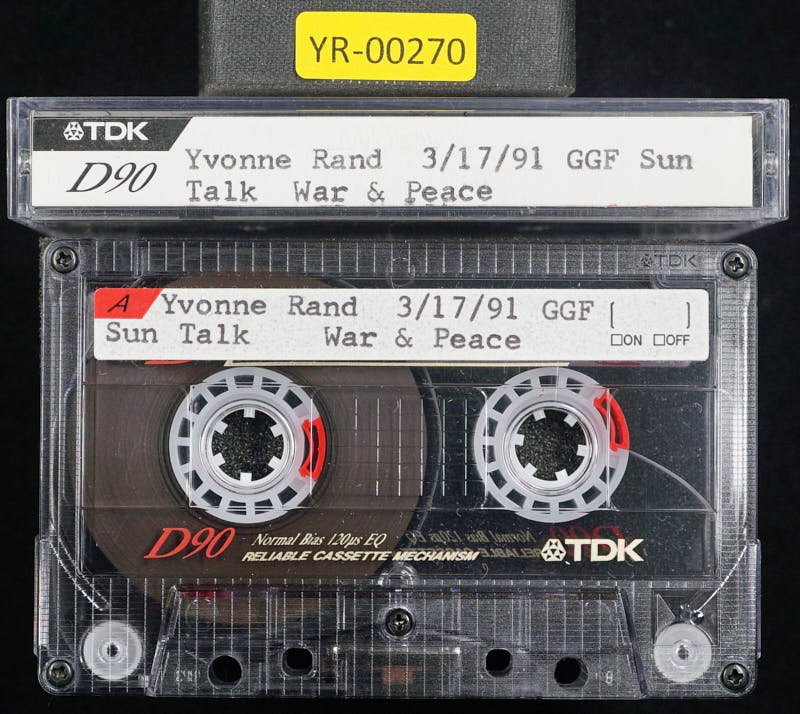 YR-00270
TDK
D90
Yvonne Rand 3/17/91 GGF Sun
Talk War & Peace
TDK
A Yvonne Rand 3/17/91 GGF [ ]
Sun Talk War & Peace □ON □OFF
D90 Normal Bias 120µs EQ
RELIABLE CASSETTE MECHANISM
TDK